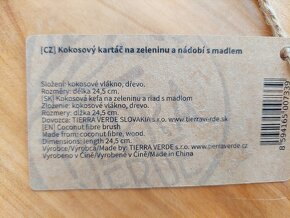 [CZ] Kokosový kartáč na zeleninu a nádobí s madlem
Složení: kokosové vlákno, dřevo.
Rozměry: délka 24,5 cm.
[SK] Kokosová kefa na zeleninu a riad s madlom
Zloženie: kokosové vlákno, drevo.
Rozmery: dĺžka 24,5 cm.
Dovozca: TIERRA VERDE SLOVAKIA s www.tierraverde.sk
[EN] Coconut fibre brush
Made from: coconut fibre, wood.
Dimensions: length 24,5 cm.
Výrobce/Výrobca/Made by: TIERRA VERDE www.tierraverde.cz
Vyrobeno v Číně/Vyrobené v Číne/Made in China
8594165007339